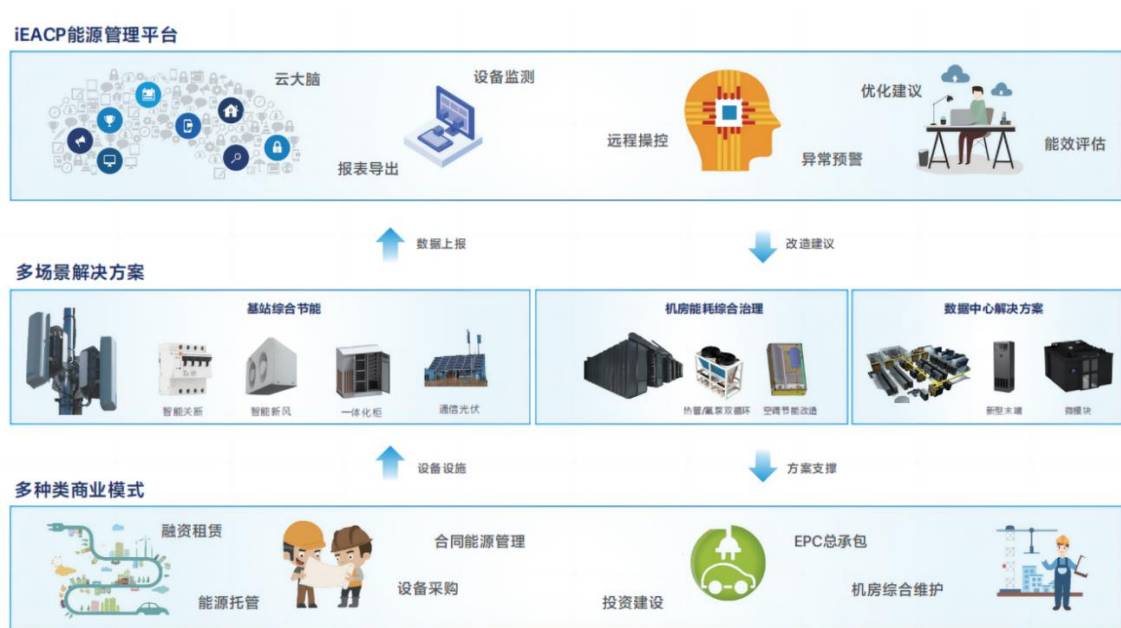 iEACP能源管理平台
云大脑
设备监测
优化建议
远程操控
能效评估
报表导出
异常预警
数据上报
改造建议
多场景解决方案
基站综合节能
机房能耗综合治理
数据中心解决方案
智能关断
智能新风
一体化柜
通信光伏
热管/氟泵双循环
空调节能改造
新型末端
微模块
设备设施
方案支撑
多种类商业模式
融资租赁
合同能源管理
EPC总承包
能源托管
设备采购
投资建设
机房综合维护